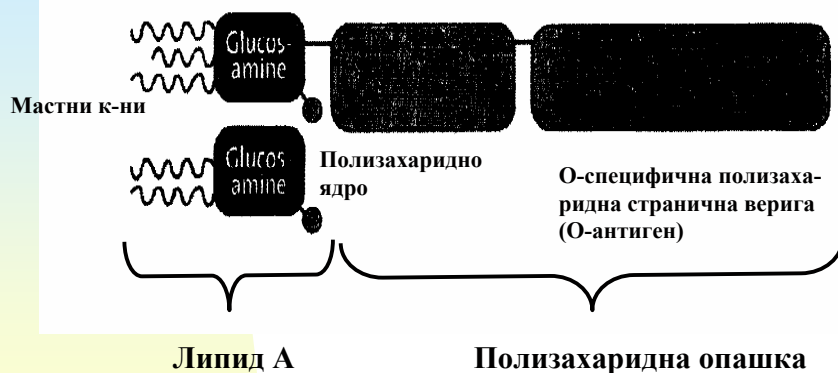 Glucos-
amine
Мастни к-ни
Glucos
amine
Полизахаридно
ядро
О-специфична полизаха-
ридна странична верига
(О-антиген)
Липид А
Полизахаридна опашка